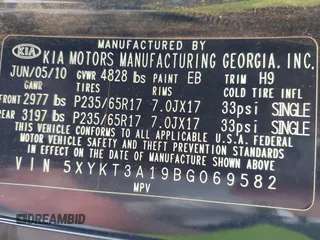 MANUFACTURED BY
KIA KIA MOTORS MANUFACTURING GEORGIA, INC.
JUN/05/10 GVWR 4828 lbs PAINT EB TRIM H9
GAWR TIRES RIMS COLD TIRE INFL
FRONT 2977 lbs P235/65R17 7.0JX17 33psi SINGLE
REAR 3197 lbs P235/65R17 7.0JX17 33psi SINGLE
THIS VEHICLE CONFORMS TO ALL APPLICABLE FEDERAL
MOTOR VEHICLE SAFETY AND THEFT PREVENTION
STANDARDS IN EFFECT ON THE DATE OF MANUFACTURE
SHOWN ABOVE.
VIN 5XYKT3A19BG069582
MPV
DREAMBID